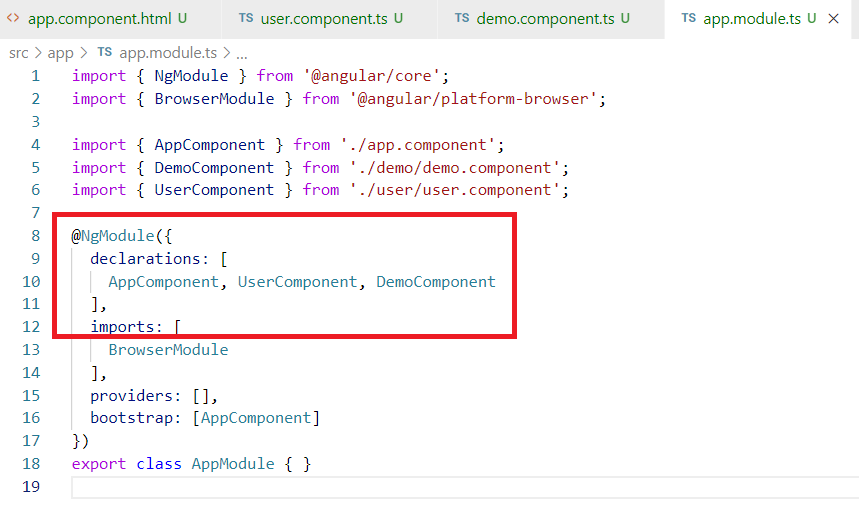 <> app.component.html U TS user.component.ts U TS demo.component.ts U TS app.module.ts U ×
src > app > TS app.module.ts > ...
1 import { NgModule } from '@angular/core';
2 import { BrowserModule } from '@angular/platform-browser';
3
4 import { AppComponent } from './app.component';
5 import { DemoComponent } from './demo/demo.component';
6 import { UserComponent } from './user/user.component';
7
8 @NgModule({
9   declarations: [
10     AppComponent, UserComponent, DemoComponent
11   ],
12   imports: [
13     BrowserModule
14   ],
15   providers: [],
16   bootstrap: [AppComponent]
17 })
18 export class AppModule { }
19